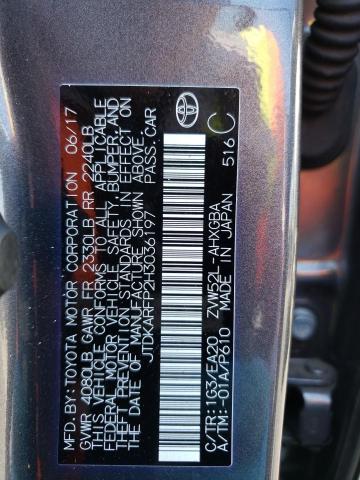 MFD. BY: TOYOTA MOTOR CORPORATION 06/17
GVWR 4080LB GAWR FR 2330LB RR 2240LB
THIS VEHICLE CONFORMS TO ALL APPLICABLE
FEDERAL MOTOR VEHICLE SAFETY, BUMPER, AND
THEFT PREVENTION STANDARDS IN EFFECT ON
THE DATE OF MANUFACTURE SHOWN ABOVE.
JTDKARFP2H3036197 PASS. CAR
C/TR: 1G3/EA20 ZVW52L-AHXGBA
A/TM: -01A/P610 MADE IN JAPAN 516 C